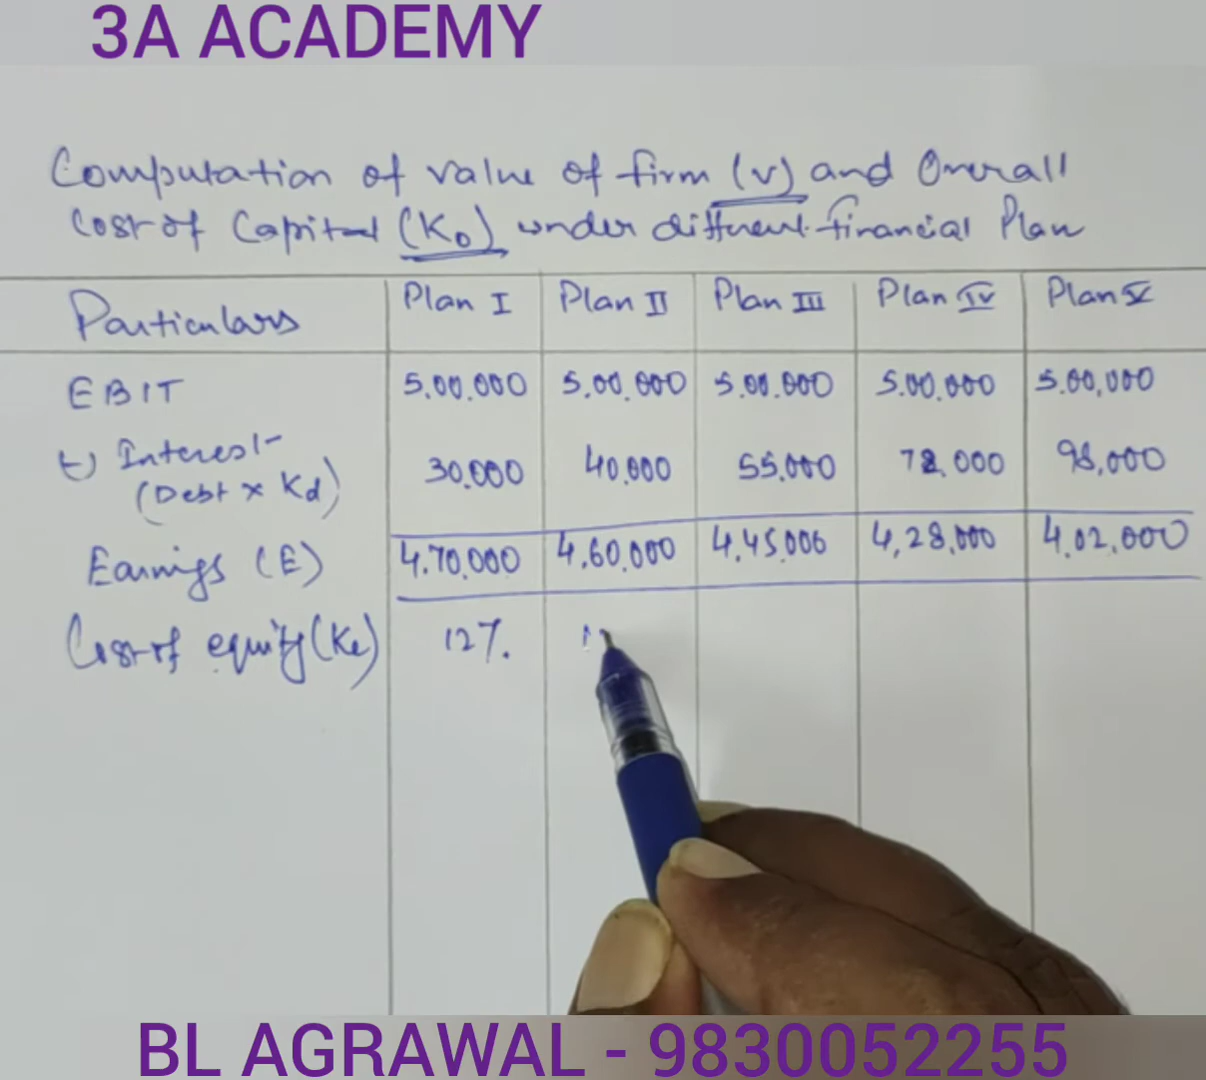 3A ACADEMY
Computation of value of firm (V) and Overall
Cost of Capital (Ko) under different financial Plan
Particulars Plan I Plan II Plan III Plan IV Plan V
EBIT 5,00,000 5,00,000 5,00,000 5,00,000 5,00,000
(-) Interest 30,000 40,000 55,000 72,000 98,000
(Debt × Kd)
Earnings (E) 4,70,000 4,60,000 4,45,000 4,28,000 4,02,000
Cost of equity (Ke) 12%.
BL AGRAWAL - 9830052255